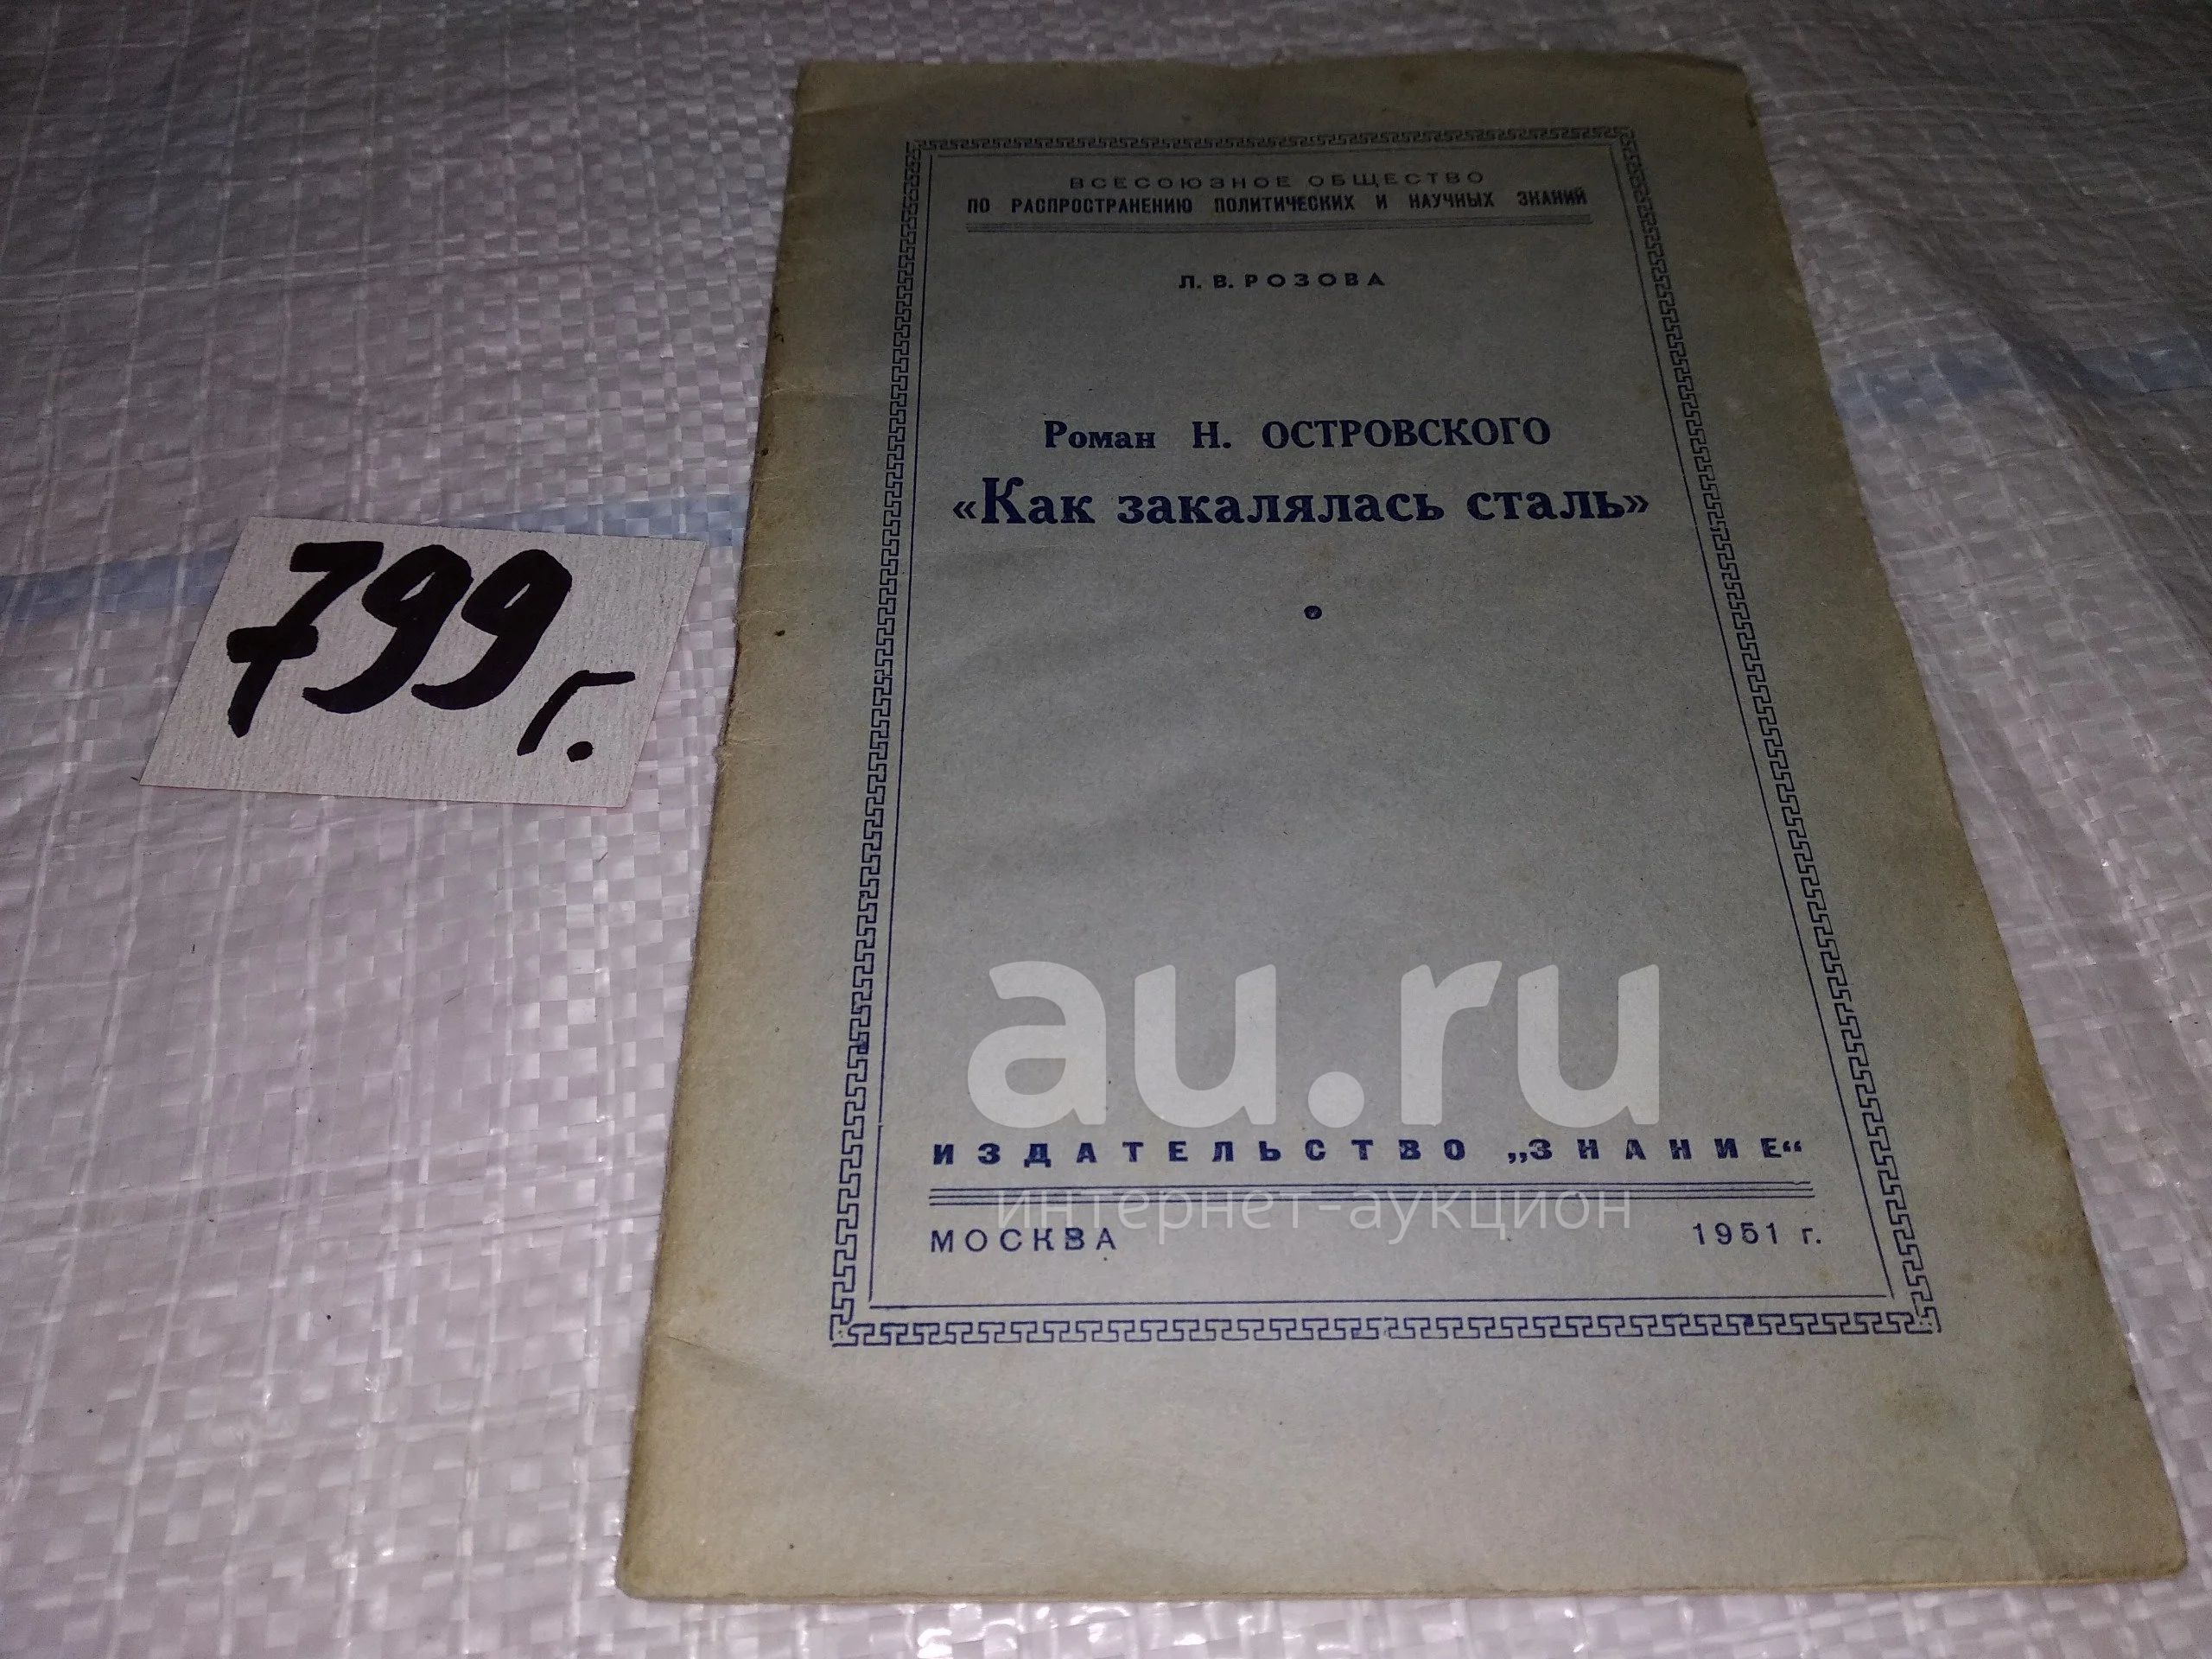 ВСЕСОЮЗНОЕ ОБЩЕСТВО
ПО РАСПРОСТРАНЕНИЮ ПОЛИТИЧЕСКИХ И НАУЧНЫХ ЗНАНИЙ
Л. В. РОЗОВА
Роман Н. ОСТРОВСКОГО
«Как закалялась сталь»
799 г.
au.ru
ИЗДАТЕЛЬСТВО „ЗНАНИЕ“
интернет-аукцион
МОСКВА 1951 г.